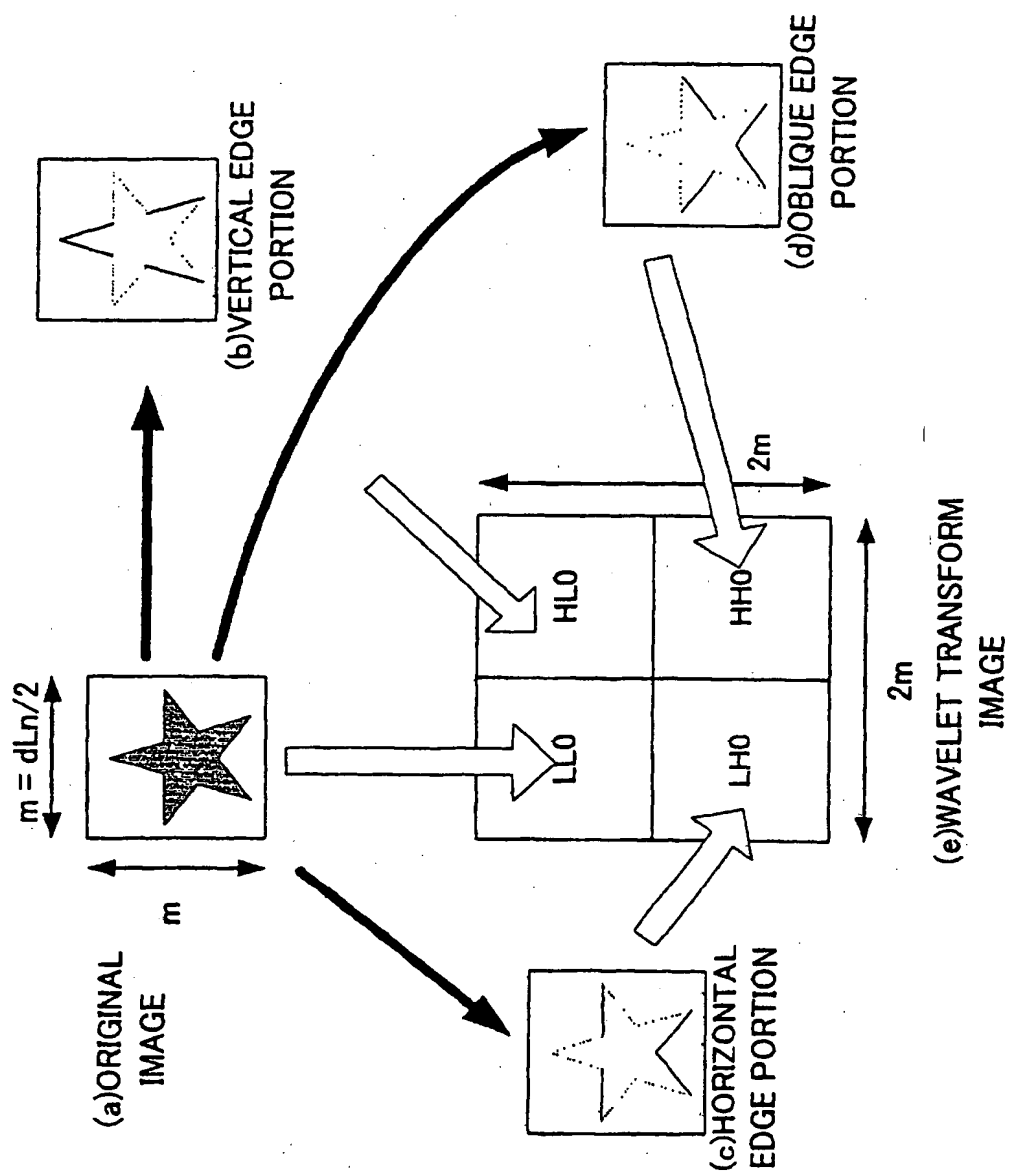 (a)ORIGINAL
IMAGE
m = dLn/2
m
(b)VERTICAL EDGE
PORTION
(c)HORIZONTAL
EDGE PORTION
(d)OBLIQUE EDGE
PORTION
LL0
HL0
LH0
HH0
2m
2m
(e)WAVELET TRANSFORM
IMAGE